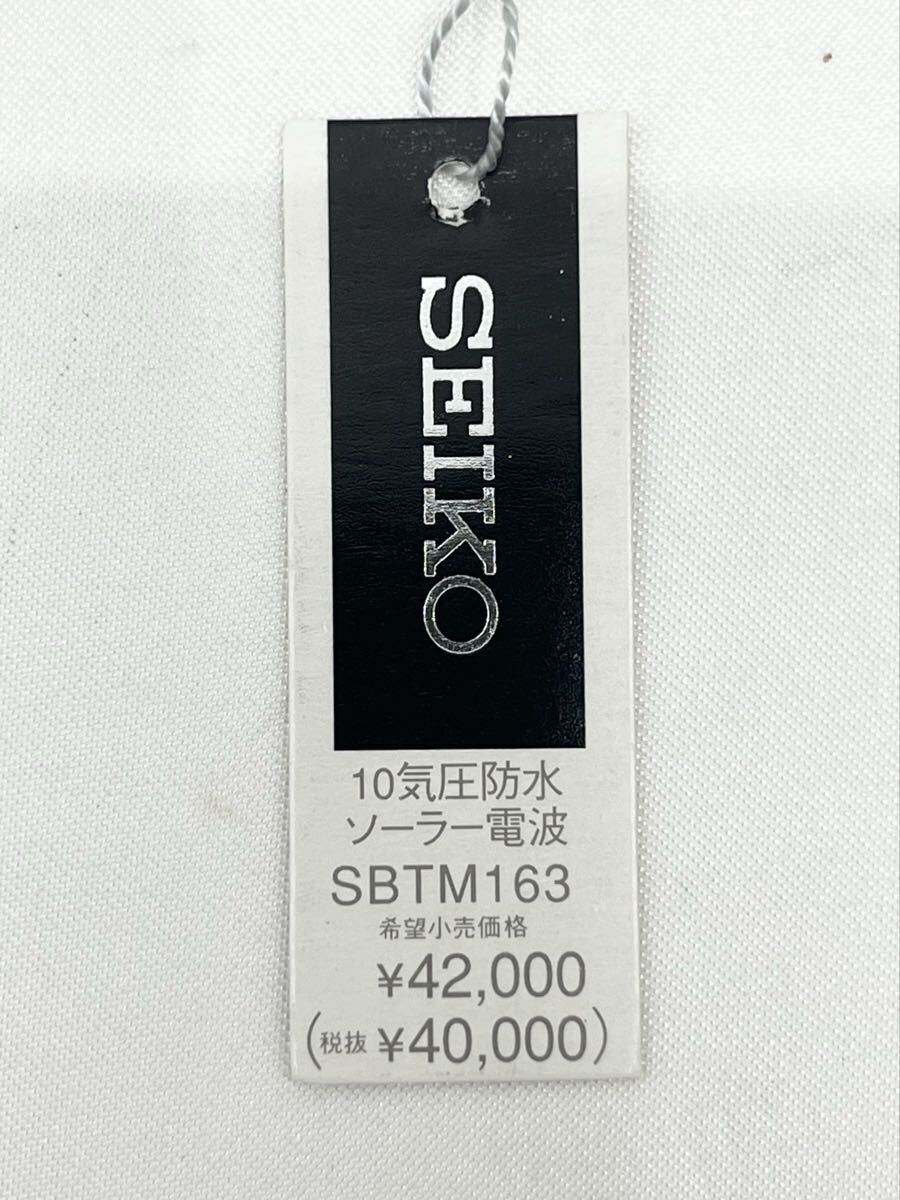 SEIKO
10気圧防水
ソーラー電波
SBTM163
希望小売価格
¥42,000
(税抜 ¥40,000)